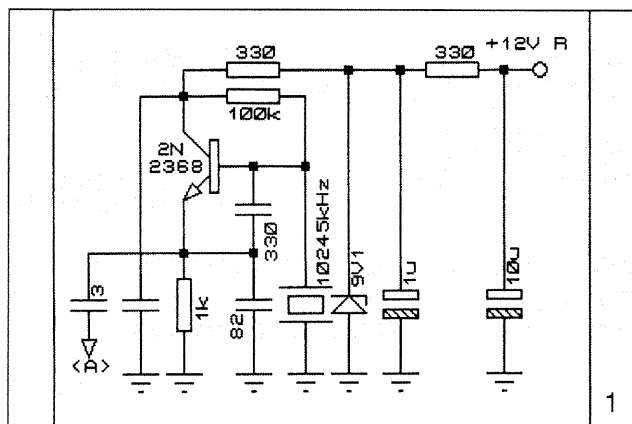 330
330
+12V R
100k
2N
2368
330
10245kHz
9V1
1u
10u
3
1k
82
<A>
1